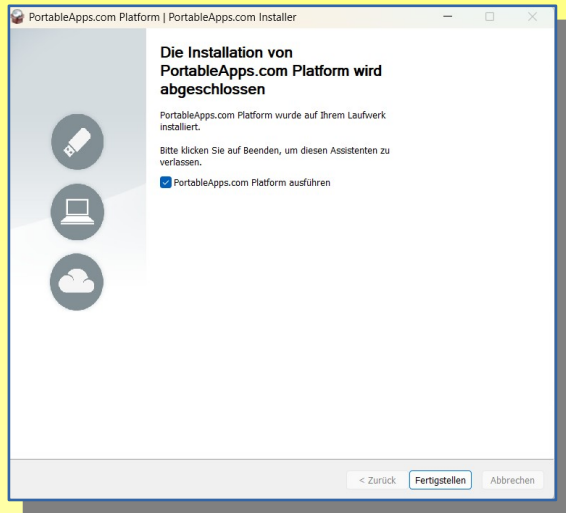 PortableApps.com Platform | PortableApps.com Installer
Die Installation von
PortableApps.com Platform wird
abgeschlossen
PortableApps.com Platform wurde auf Ihrem Laufwerk
installiert.
Bitte klicken Sie auf Beenden, um diesen Assistenten zu
verlassen.
PortableApps.com Platform ausführen
< Zurück Fertigstellen Abbrechen